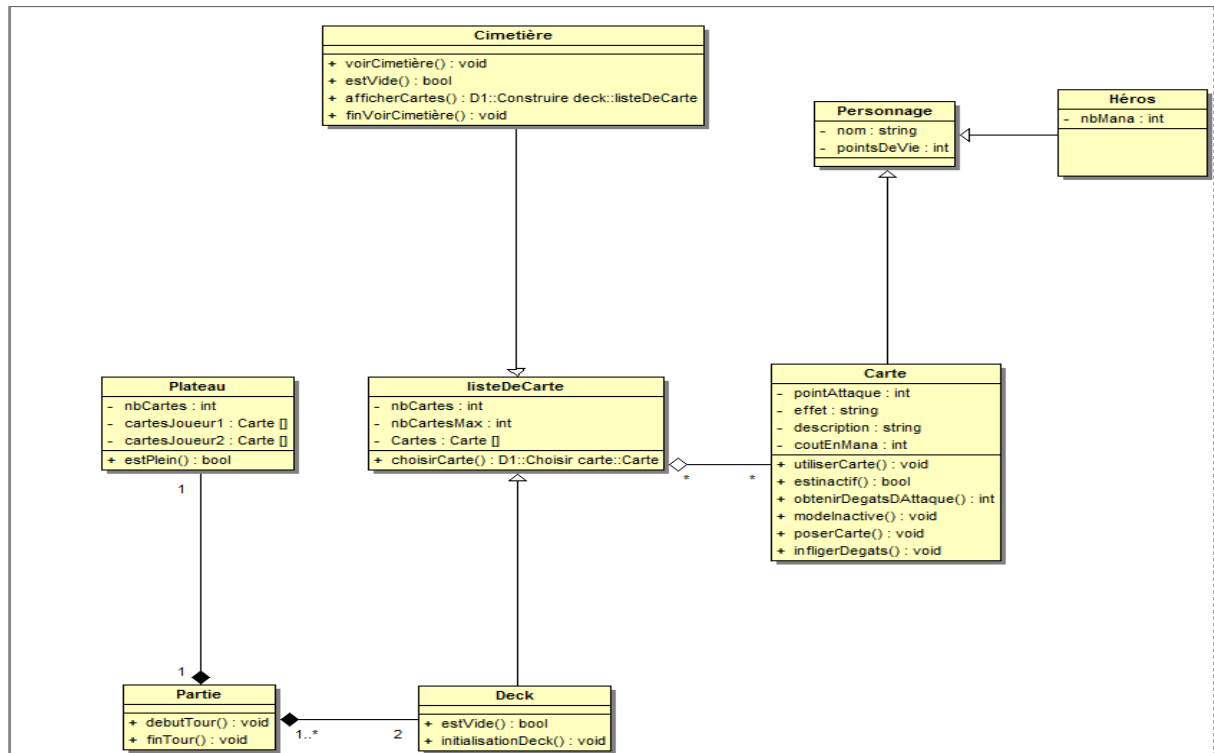 Cimetière
+ voirCimetière() : void
+ estVide() : bool
+ afficherCartes() : D1::Construire deck::listeDeCarte
+ finVoirCimetière() : void
Personnage
- nom : string
- pointsDeVie : int
Héros
- nbMana : int
Plateau
- nbCartes : int
- cartesJoueur1 : Carte []
- cartesJoueur2 : Carte []
+ estPlein() : bool
listeDeCarte
- nbCartes : int
- nbCartesMax : int
- Cartes : Carte []
+ choisirCarte() : D1::Choisir carte::Carte
Carte
- pointAttaque : int
- effet : string
- description : string
- coutEnMana : int
+ utiliserCarte() : void
+ estinactif() : bool
+ obtenirDegatsDAttaque() : int
+ modeInactive() : void
+ poserCarte() : void
+ infligerDegats() : void
* *
1
1
Partie
+ debutTour() : void
+ finTour() : void
1..* 2
Deck
+ estVide() : bool
+ initialisationDeck() : void